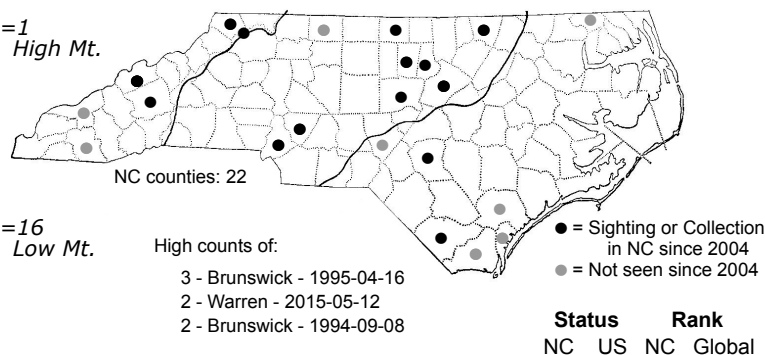 =1
High Mt.
NC counties: 22
=16
Low Mt.
High counts of:
3 - Brunswick - 1995-04-16
2 - Warren - 2015-05-12
2 - Brunswick - 1994-09-08
● = Sighting or Collection
in NC since 2004
● = Not seen since 2004
Status Rank
NC US NC Global